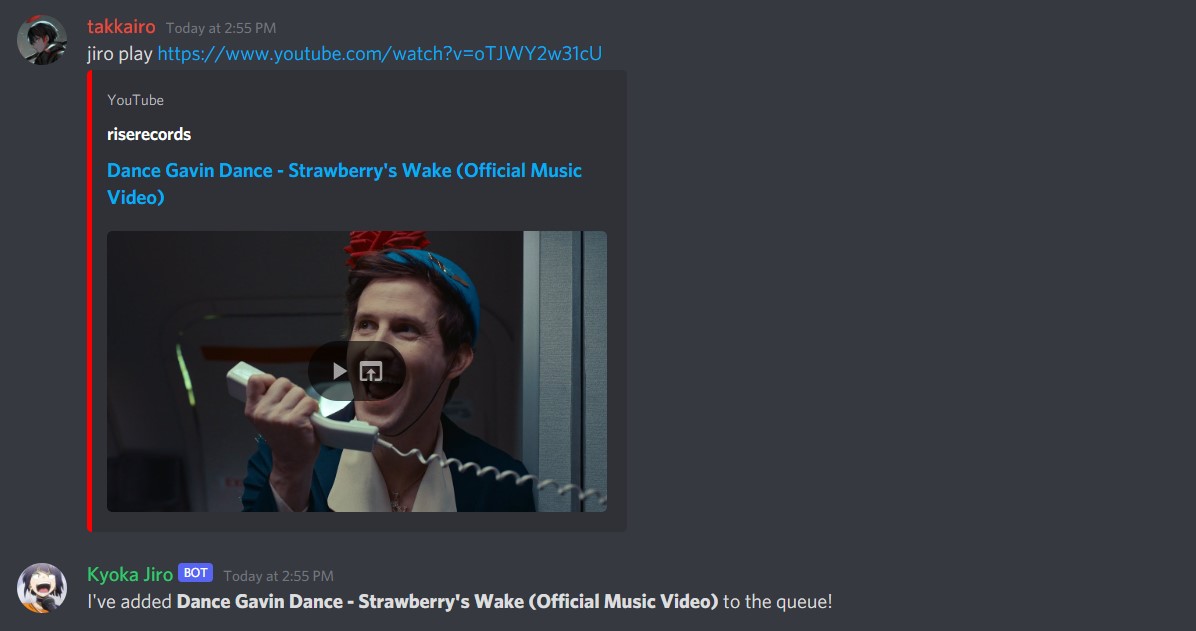 takkairo Today at 2:55 PM
jiro play https://www.youtube.com/watch?v=oTJWY2w31cU
YouTube
riserecords
Dance Gavin Dance - Strawberry's Wake (Official Music
Video)
Kyoka Jiro BOT Today at 2:55 PM
I've added Dance Gavin Dance - Strawberry's Wake (Official Music Video) to the queue!